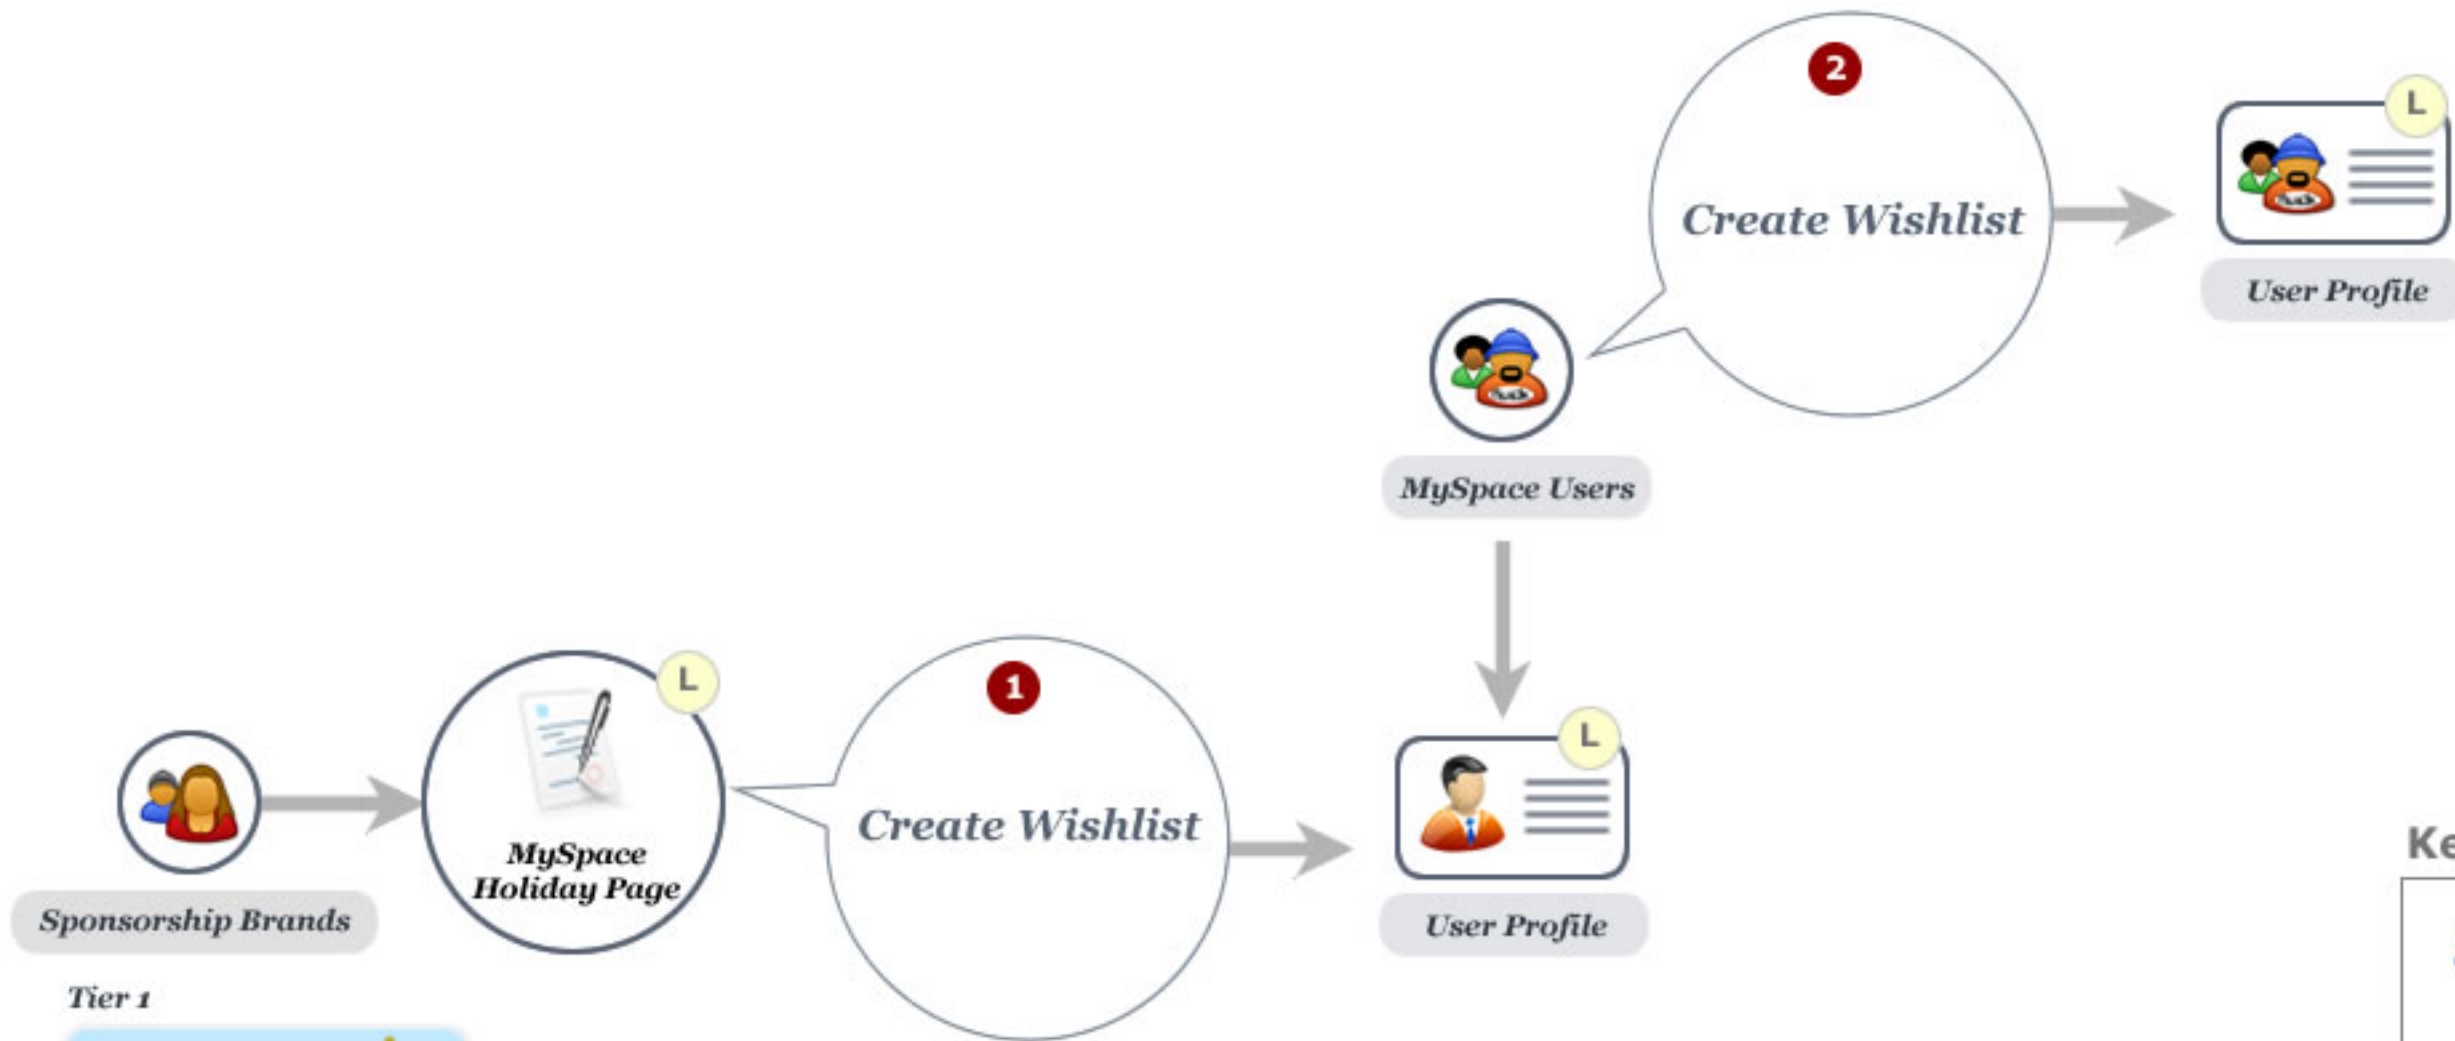 2
L
Create Wishlist
User Profile
MySpace Users
1
L
L
Create Wishlist
MySpace
Holiday Page
Sponsorship Brands
User Profile
Tier 1